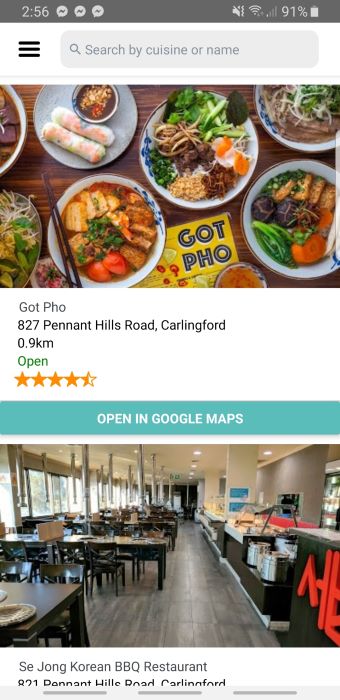 2:56
91%
Search by cuisine or name
GOT
PHO
Got Pho
827 Pennant Hills Road, Carlingford
0.9km
Open
OPEN IN GOOGLE MAPS
Se Jong Korean BBQ Restaurant
821 Pennant Hills Road, Carlingford